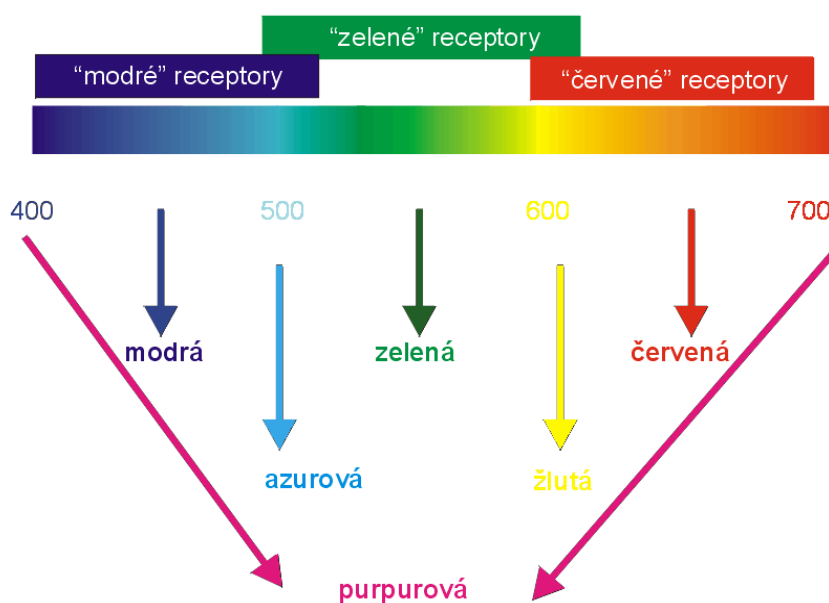 “zelené” receptory
“modré” receptory
“červené” receptory
400 500 600 700
modrá zelená červená
azurová žlutá
purpurová